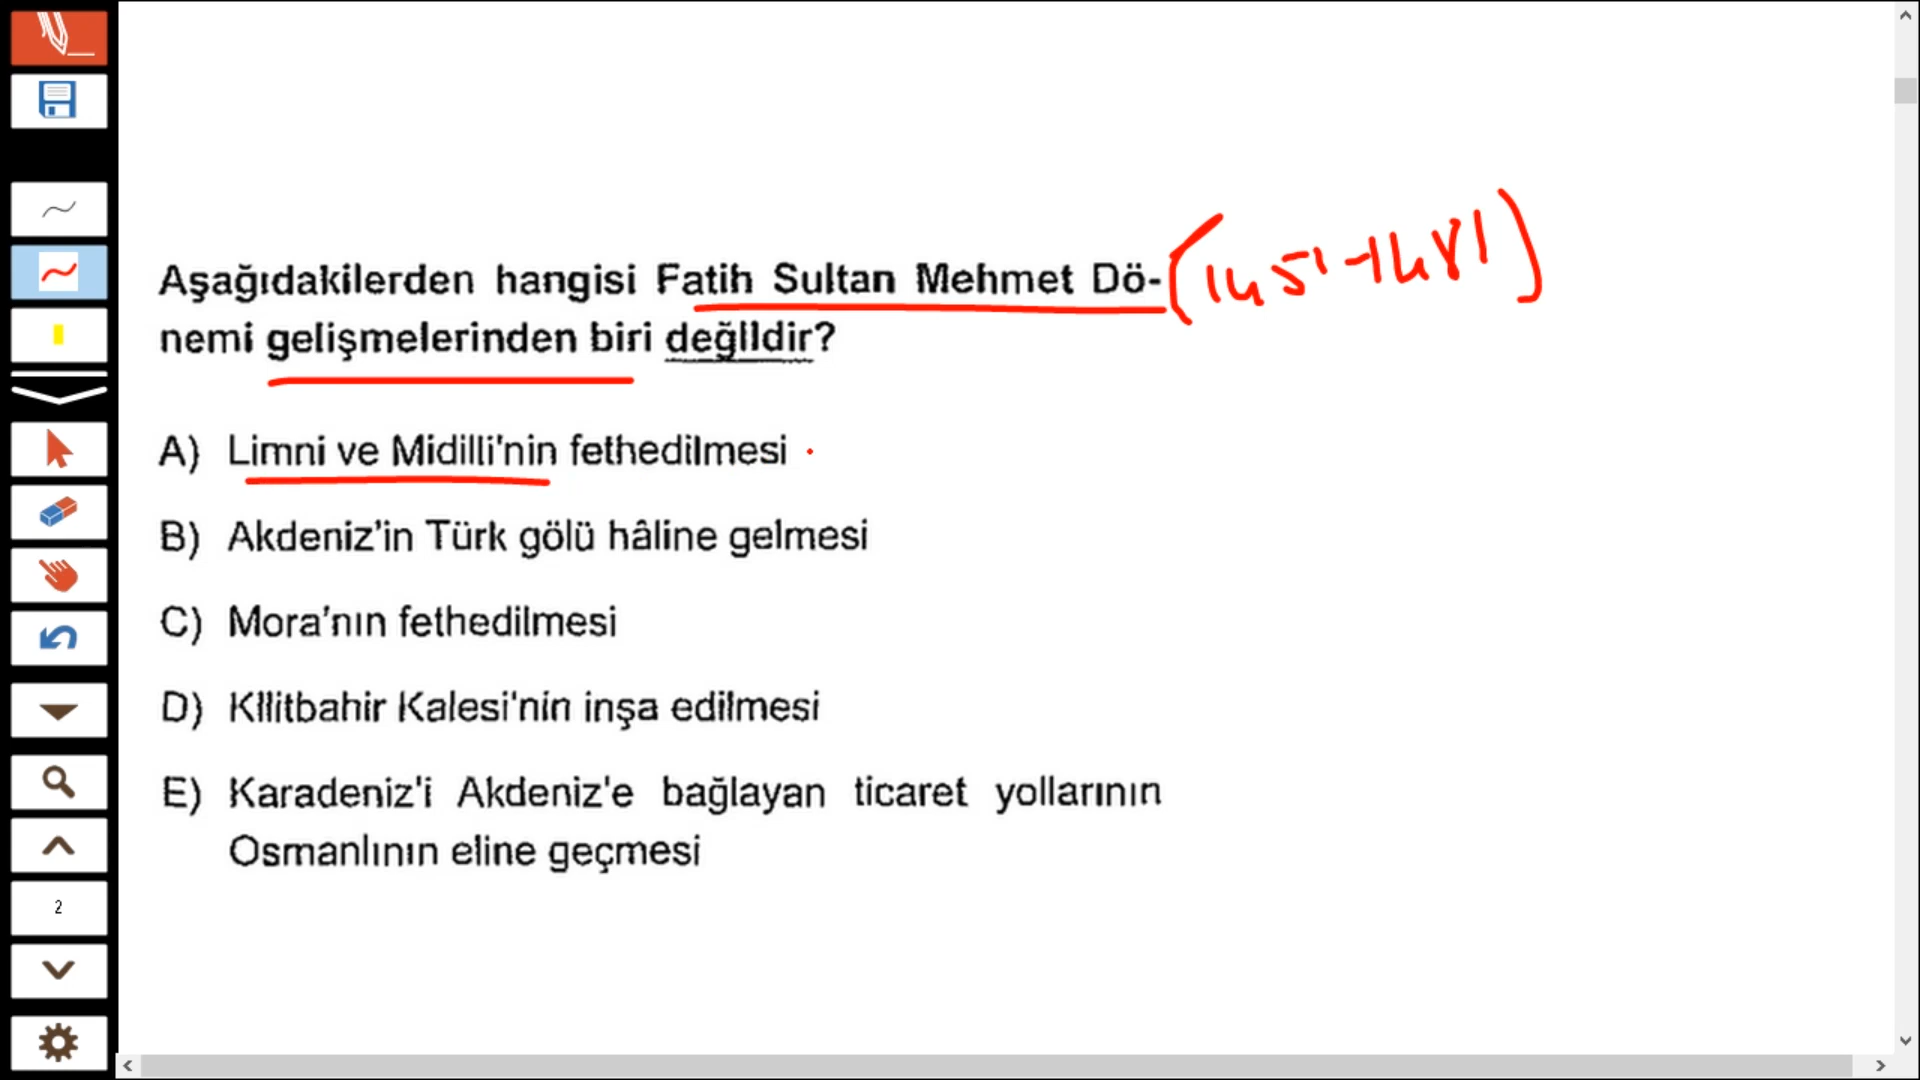 Aşağıdakilerden hangisi Fatih Sultan Mehmet Dö- (1451-1481)
nemi gelişmelerinden biri değildir?
A) Limni ve Midilli'nin fethedilmesi
B) Akdeniz'in Türk gölü hâline gelmesi
C) Mora'nın fethedilmesi
D) Kilitbahir Kalesi'nin inşa edilmesi
E) Karadeniz'i Akdeniz'e bağlayan ticaret yollarının
Osmanlının eline geçmesi
2